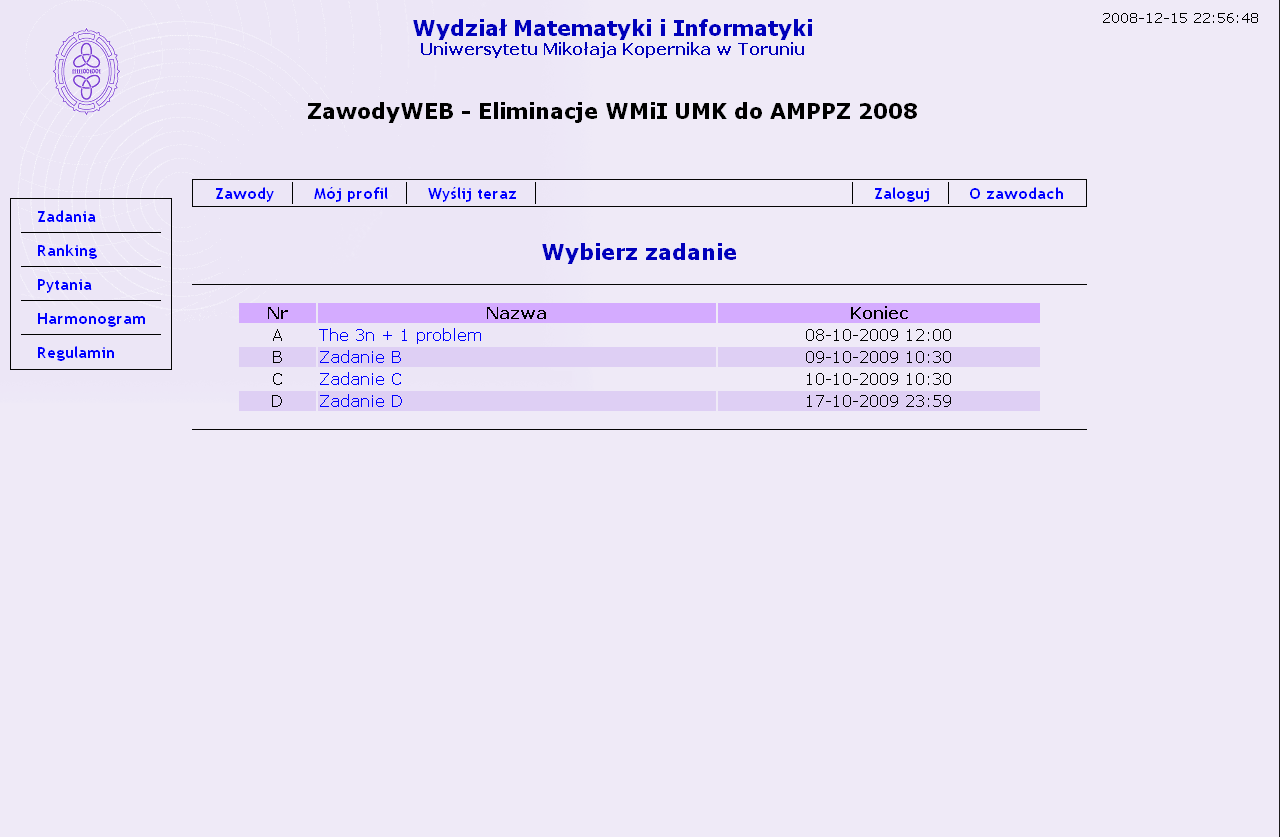 2008-12-15 22:56:48
Wydział Matematyki i Informatyki
Uniwersytetu Mikołaja Kopernika w Toruniu
ZawodyWEB - Eliminacje WMiI UMK do AMPPZ 2008
Zawody Mój profil Wyślij teraz Zaloguj O zawodach
Zadania
Ranking
Pytania
Harmonogram
Regulamin
Wybierz zadanie
Nr Nazwa Koniec
A The 3n + 1 problem 08-10-2009 12:00
B Zadanie B 09-10-2009 10:30
C Zadanie C 10-10-2009 10:30
D Zadanie D 17-10-2009 23:59